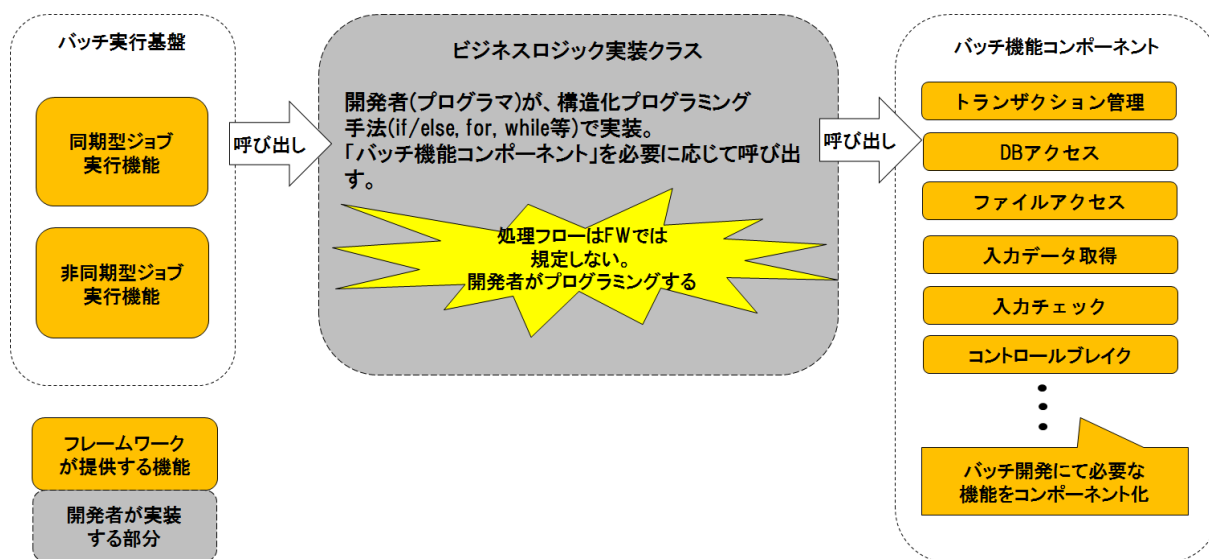 バッチ実行基盤
同期型ジョブ
実行機能
非同期型ジョブ
実行機能
呼び出し
ビジネスロジック実装クラス
開発者(プログラマ)が、構造化プログラミング
手法(if/else, for, while等)で実装。
「バッチ機能コンポーネント」を必要に応じて呼び出
す。
処理フローはFWでは
規定しない。
開発者がプログラミングする
呼び出し
バッチ機能コンポーネント
トランザクション管理
DBアクセス
ファイルアクセス
入力データ取得
入力チェック
コントロールブレイク
バッチ開発にて必要な
機能をコンポーネント化
フレームワーク
が提供する機能
開発者が実装
する部分